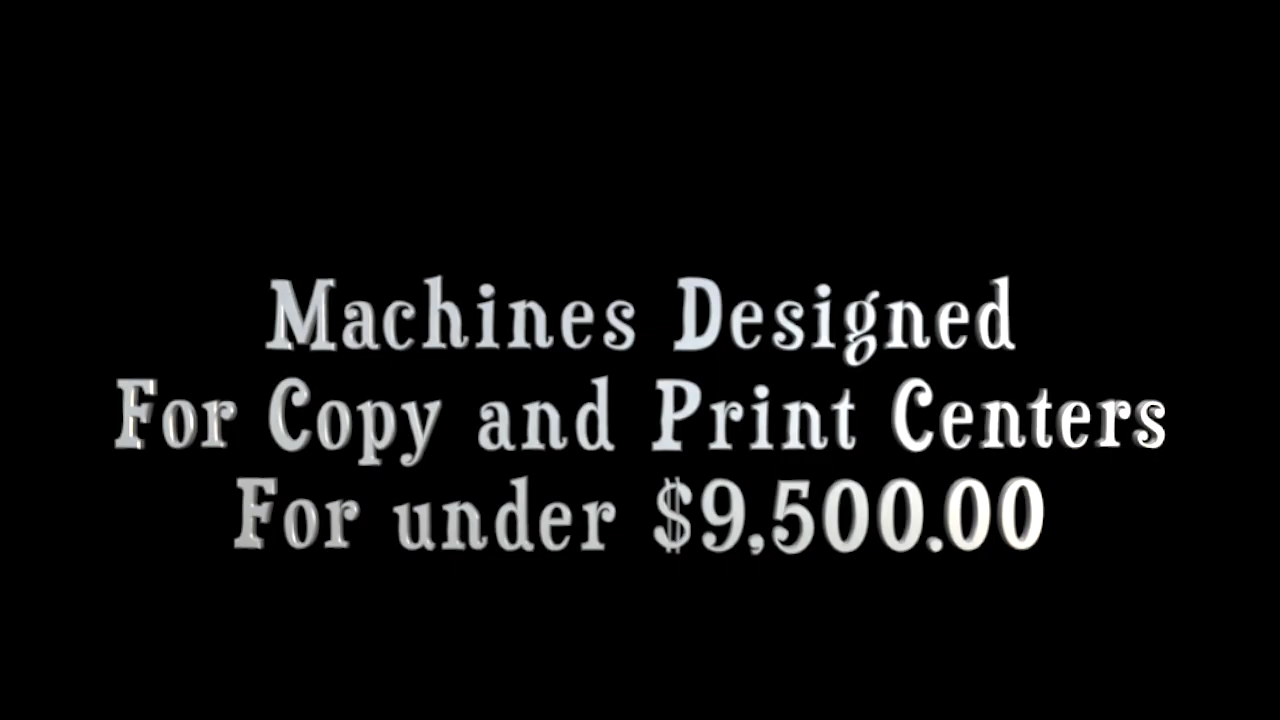 Machines Designed
For Copy and Print Centers
For under $9,500.00